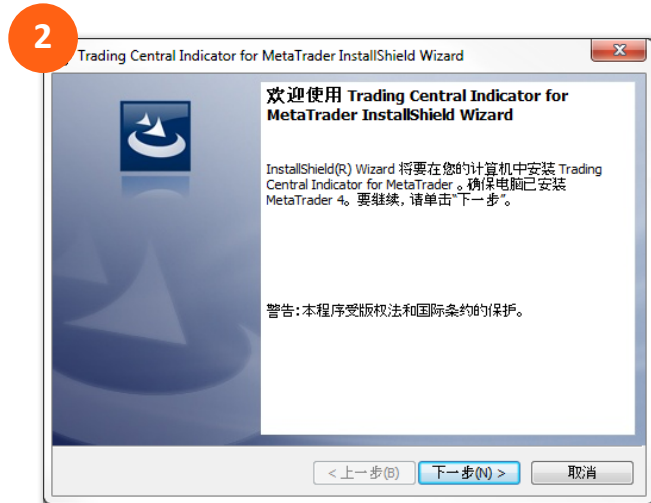 2
Trading Central Indicator for MetaTrader InstallShield Wizard
欢迎使用 Trading Central Indicator for
MetaTrader InstallShield Wizard
InstallShield(R) Wizard 将要在您的计算机中安装 Trading
Central Indicator for MetaTrader 。确保电脑已安装
MetaTrader 4。要继续, 请单击“下一步”。
警告:本程序受版权法和国际条约的保护。
< 上一步(B)
下一步(N) >
取消